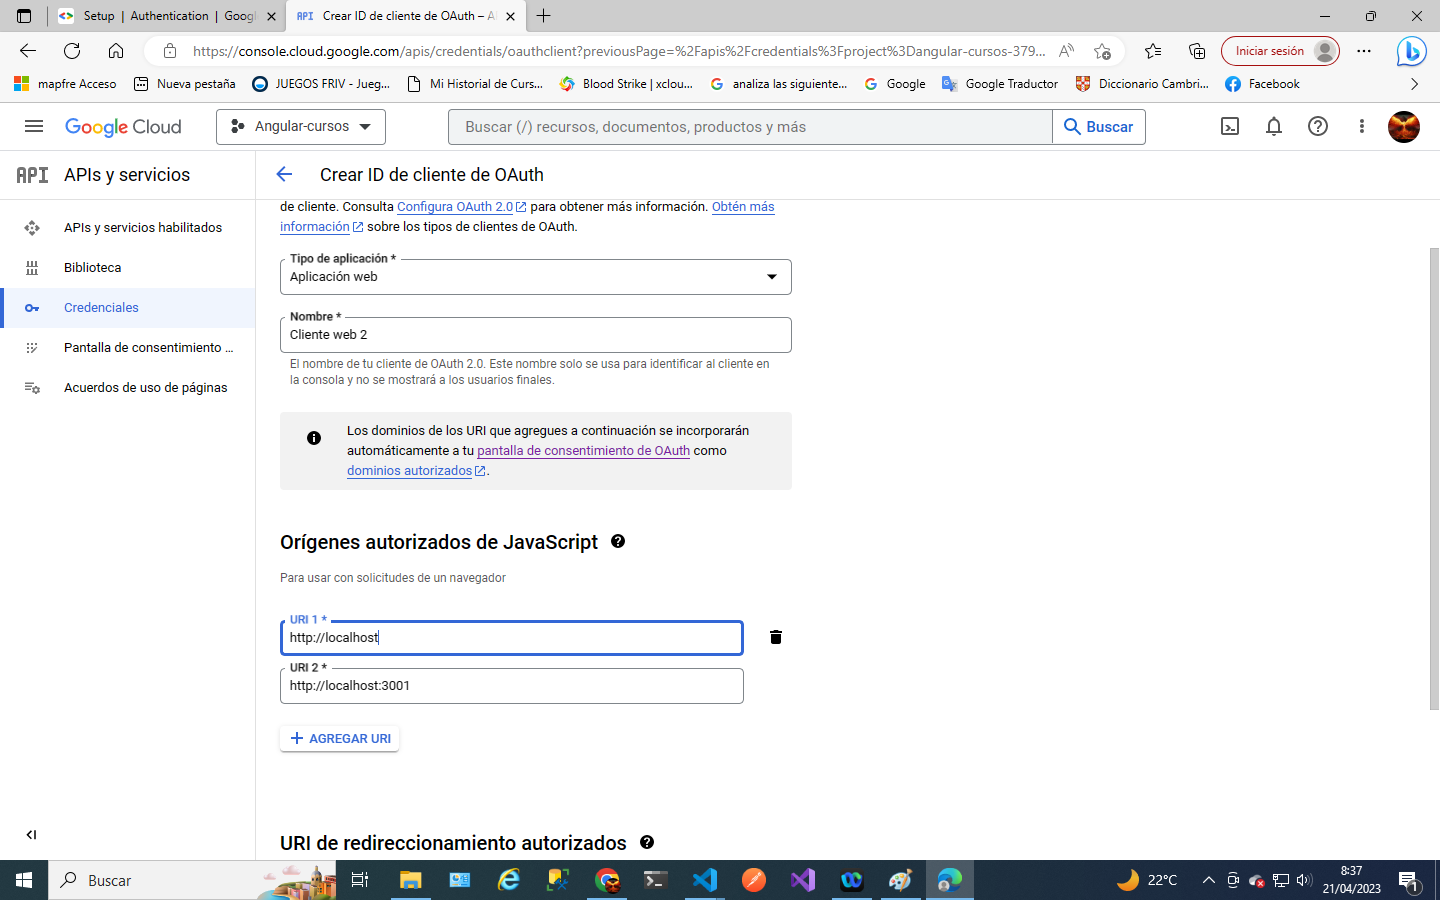 Setup | Authentication | Goog
Crear ID de cliente de OAuth – A
https://console.cloud.google.com/apis/credentials/oauthclient?previousPage=%2Fapis%2Fcredentials%3Fproject%3Dangular-cursos-379...
Iniciar sesión
mapfre Acceso
Nueva pestaña
JUEGOS FRIV - Jueg...
Mi Historial de Curs...
Blood Strike | xclou...
analiza las siguiente...
Google
Google Traductor
Diccionario Cambri...
Facebook
Google Cloud
Angular-cursos
Buscar (/) recursos, documentos, productos y más
Buscar
API
APIs y servicios
Crear ID de cliente de OAuth
APIs y servicios habilitados
Biblioteca
Credenciales
Pantalla de consentimiento ...
Acuerdos de uso de páginas
de cliente. Consulta Configura OAuth 2.0 para obtener más información. Obtén más
información sobre los tipos de clientes de OAuth.
Tipo de aplicación *
Aplicación web
Nombre *
Cliente web 2
El nombre de tu cliente de OAuth 2.0. Este nombre solo se usa para identificar al cliente en
la consola y no se mostrará a los usuarios finales.
Los dominios de los URI que agregues a continuación se incorporarán
automáticamente a tu pantalla de consentimiento de OAuth como
dominios autorizados.
Orígenes autorizados de JavaScript
Para usar con solicitudes de un navegador
URI 1 *
http://localhost
URI 2 *
http://localhost:3001
AGREGAR URI
URI de redireccionamiento autorizados
Buscar
22°C
8:37
21/04/2023
1